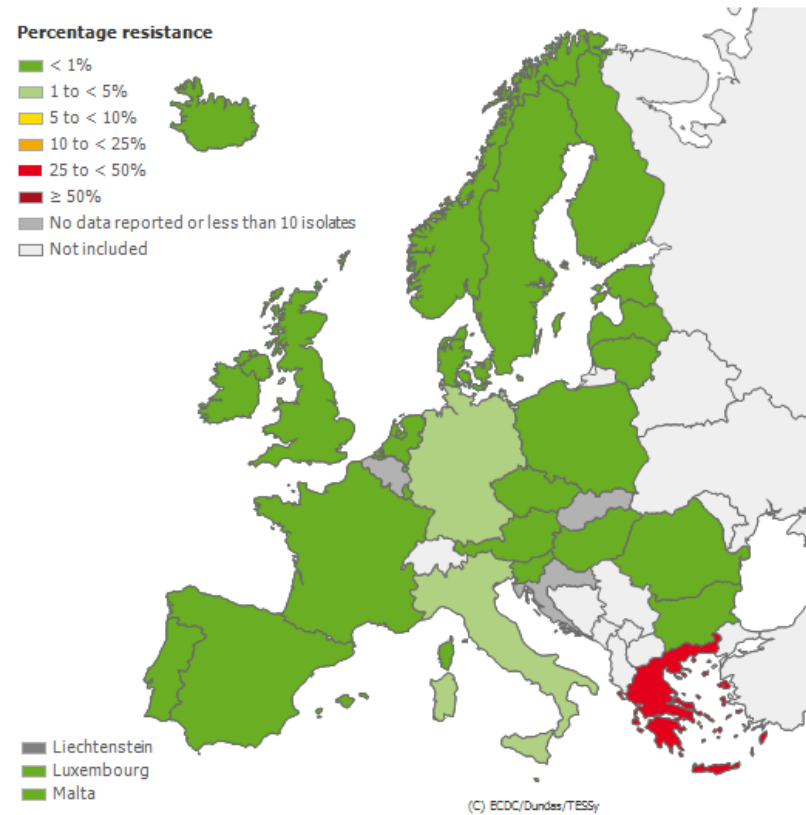 Percentage resistance
< 1%
1 to < 5%
5 to < 10%
10 to < 25%
25 to < 50%
≥ 50%
No data reported or less than 10 isolates
Not included
Liechtenstein
Luxembourg
Malta
(C) ECDC/Dundas/TESSy